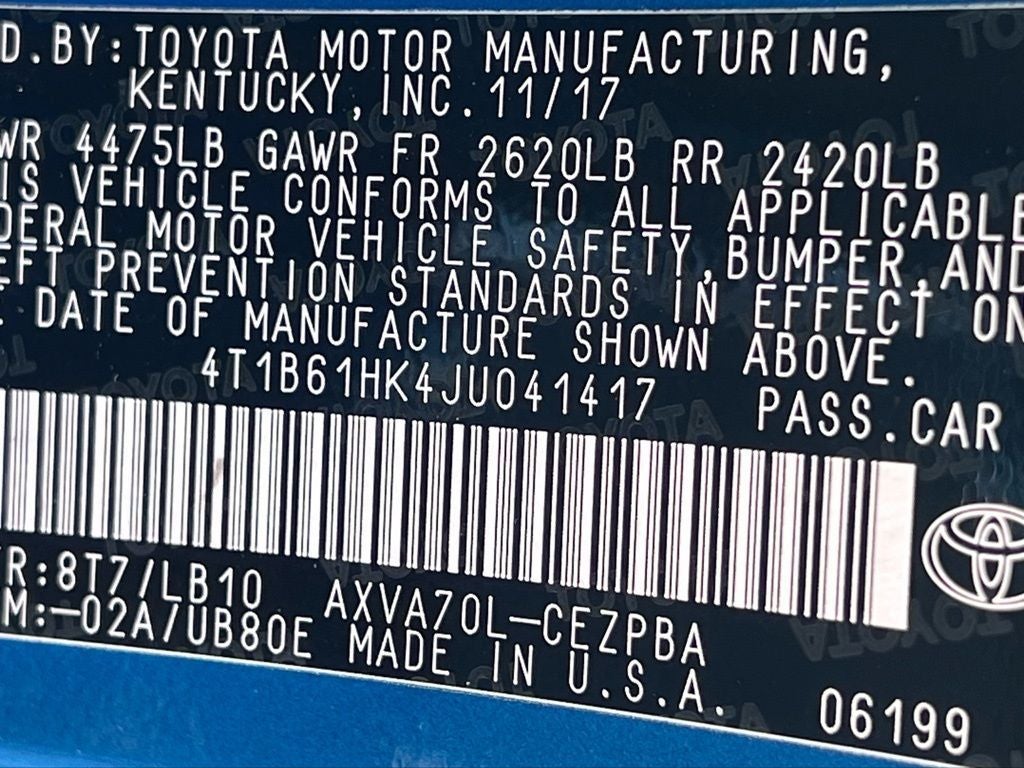 D.BY:TOYOTA MOTOR MANUFACTURING,
KENTUCKY,INC.11/17
WR 4475LB GAWR FR 2620LB RR 2420LB
IS VEHICLE CONFORMS TO ALL APPLICABLE
DERAL MOTOR VEHICLE SAFETY,BUMPER,AND
EFT PREVENTION STANDARDS IN EFFECT ON
E DATE OF MANUFACTURE SHOWN ABOVE.
4T1B61HK4JU041417 PASS.CAR
R:8T7/LB10 AXVA70L-CEZPBA
M:-02A/UB80E MADE IN U.S.A.
06199